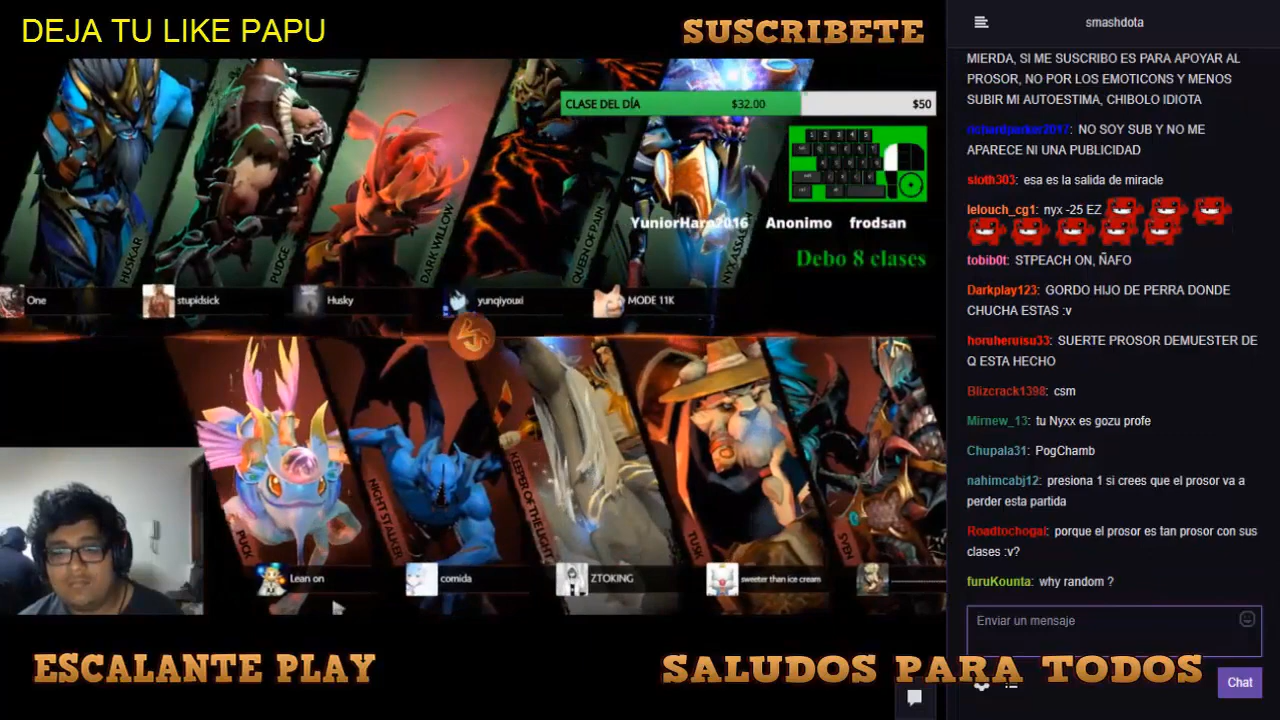 DEJA TU LIKE PAPU
SUSCRIBETE
CLASE DEL DÍA $32.00 $50
YuniorHaro2016 Anonimo frodsan
Debo 8 clases
HUSKAR
PUDGE
DARK WILLOW
QUEEN OF PAIN
NYX ASSASSIN
One
stupidsick
Husky
yunqiyouxi
MODE 11K
VS
PUCK
NIGHT STALKER
KEEPER OF THE LIGHT
TUSK
SVEN
Lean on
comida
ZTOKING
sweeter than ice cream
ESCALANTE PLAY
SALUDOS PARA TODOS
smashdota
MIERDA, SI ME SUSCRIBO ES PARA APOYAR AL
PROSOR, NO POR LOS EMOTICONS Y MENOS
SUBIR MI AUTOESTIMA, CHIBOLO IDIOTA
richardparker2017: NO SOY SUB Y NO ME
APARECE NI UNA PUBLICIDAD
sloth303: esa es la salida de miracle
lelouch_cg1: nyx -25 EZ
tobib0t: STPEACH ON, ÑAFO
Darkplay123: GORDO HIJO DE PERRA DONDE
CHUCHA ESTAS :v
horuheruisu33: SUERTE PROSOR DEMUESTER DE
Q ESTA HECHO
Blizcrack1398: csm
Mirnew_13: tu Nyxx es gozu profe
Chupala31: PogChamb
nahimcabj12: presiona 1 si crees que el prosor va a
perder esta partida
Roadtochogal: porque el prosor es tan prosor con sus
clases :v?
furuKounta: why random ?
Enviar un mensaje
Chat